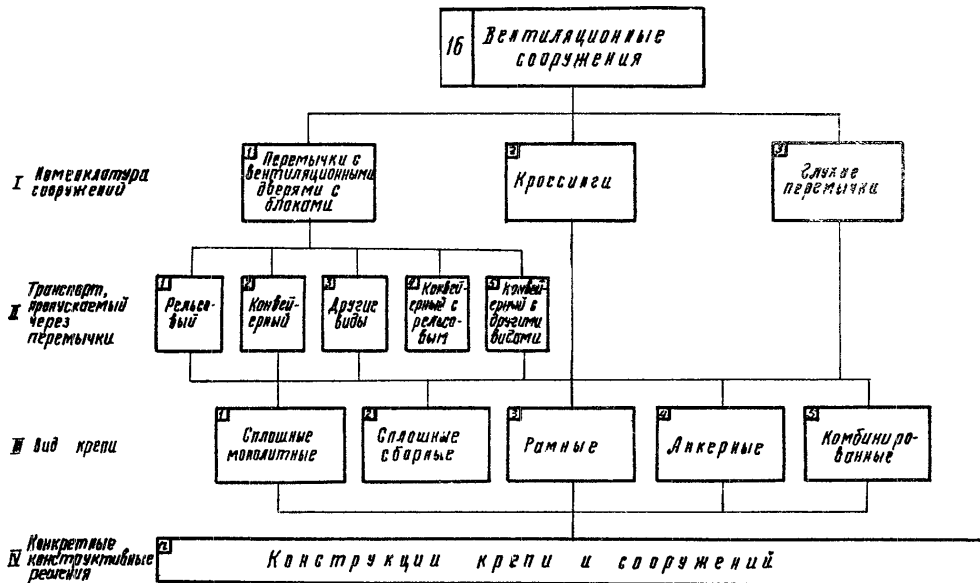 16
Вентиляционные
сооружения
I Номенклатура
сооружений
1
Перемычки с
вентиляционными
дверями с
блоками
2
Кроссинги
3
Глухие
перемычки
II Транспорт,
пропускаемый
через
перемычки
1
Рельсо-
вый
2
Конвей-
ерный
3
Другие
виды
4
Конвей-
ерный с
рельсо-
вым
5
Конвей-
ерный с
другими
видами
III Вид крепи
1
Сплошные
монолитные
2
Сплошные
сборные
3
Рамные
4
Анкерные
5
Комбиниро-
ванные
IV Конкретные
конструктивные
решения
n
Конструкции крепи и сооружений